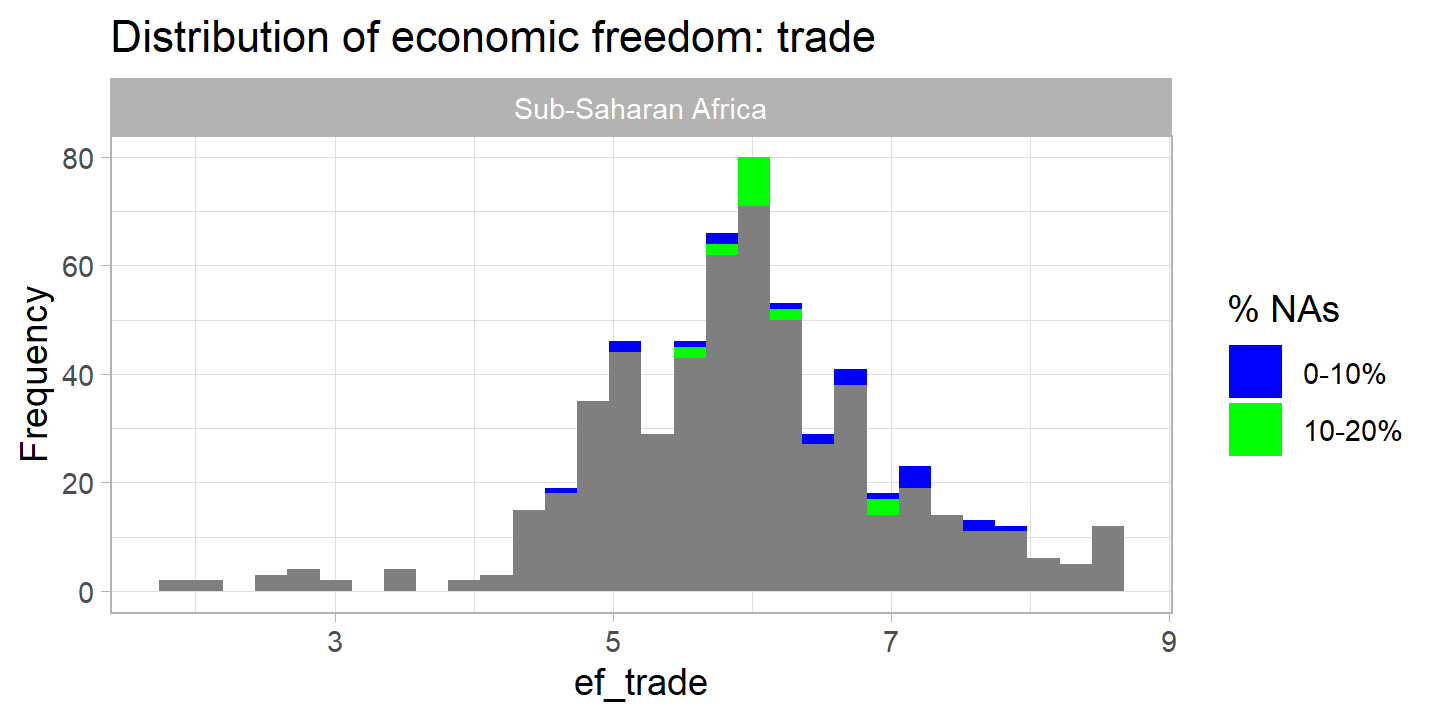 Distribution of economic freedom: trade
Sub-Saharan Africa
80
60
40
20
0
Frequency
3
5
7
9
ef_trade
% NAs
0-10%
10-20%